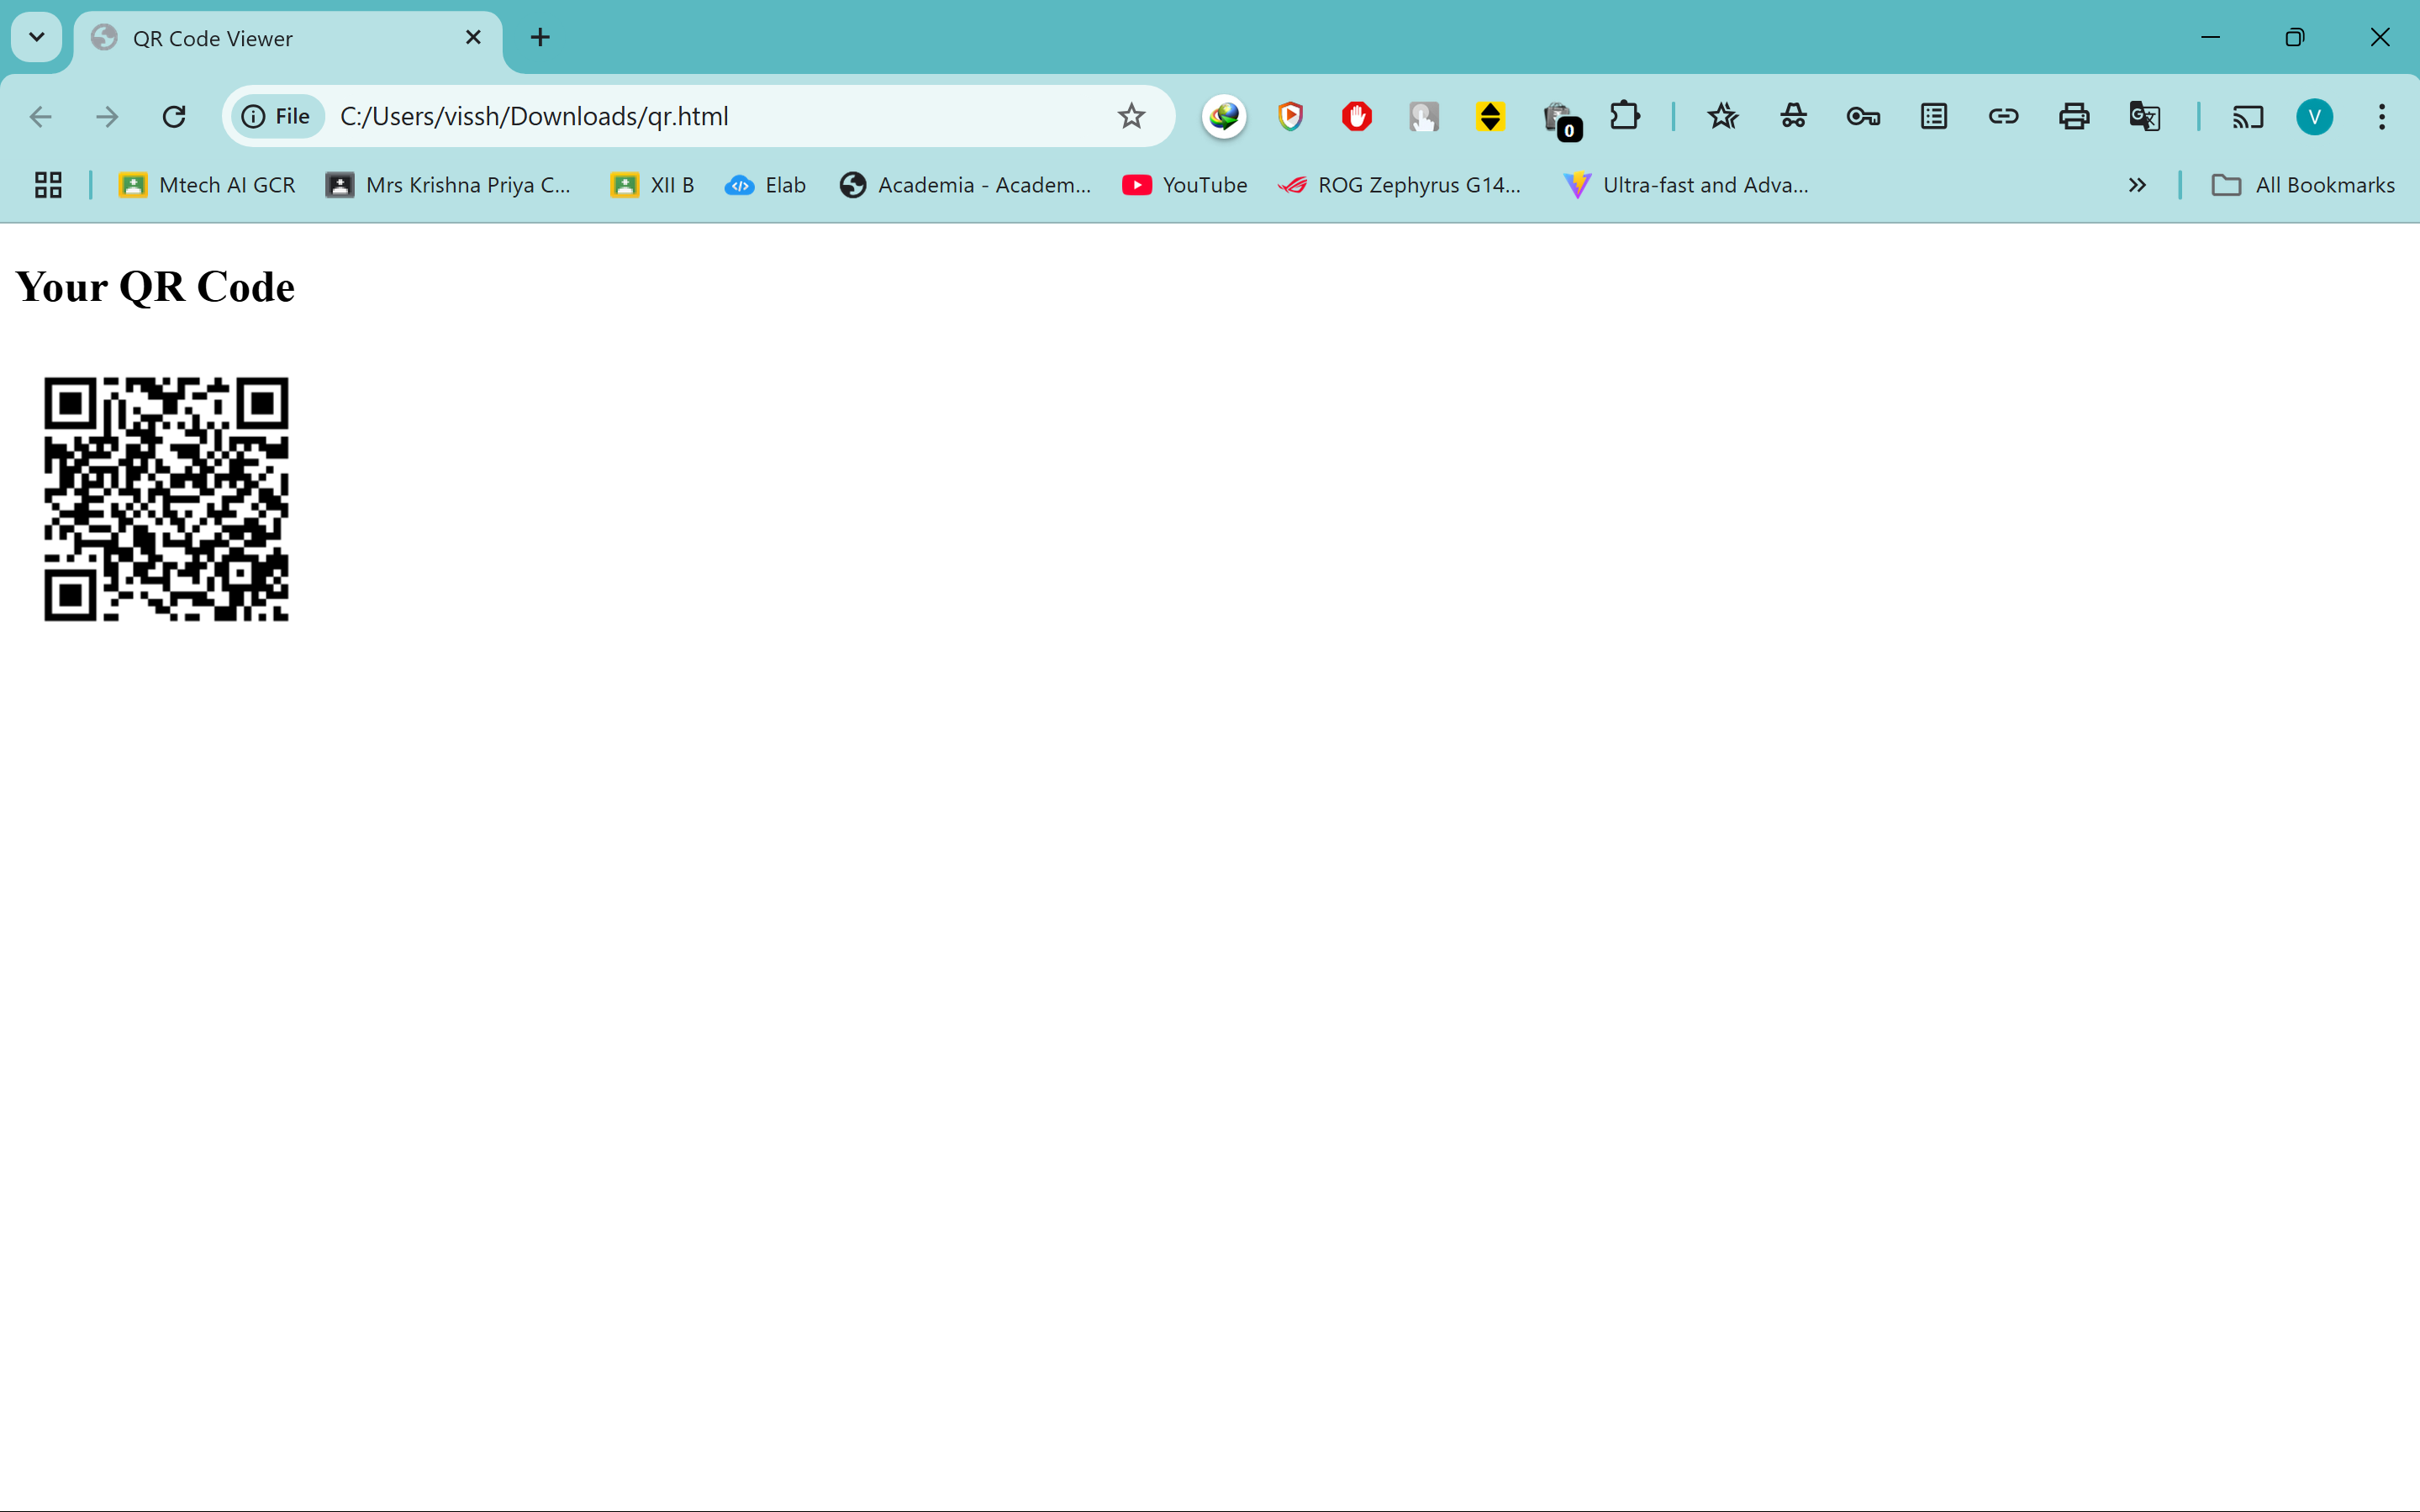 QR Code Viewer
File C:/Users/vissh/Downloads/qr.html
0
V
Mtech AI GCR Mrs Krishna Priya C... XII B Elab Academia - Academ... YouTube ROG Zephyrus G14... Ultra-fast and Adva... All Bookmarks
Your QR Code